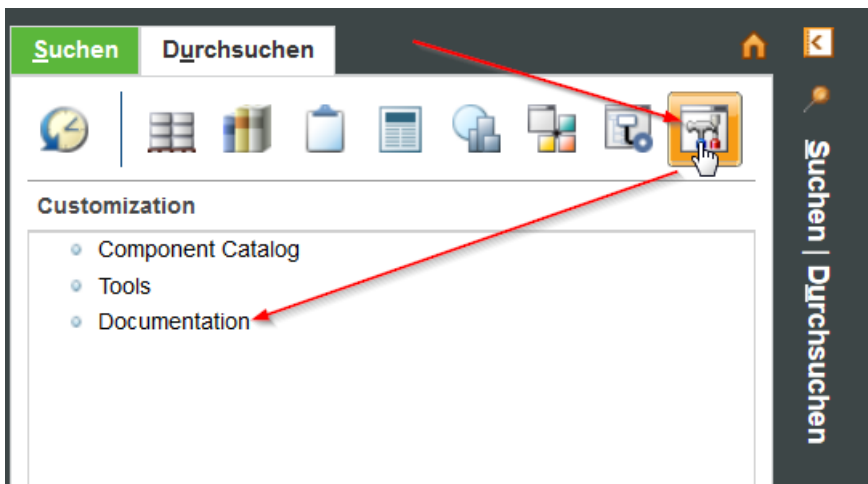 Suchen Durchsuchen
Customization
Component Catalog
Tools
Documentation
Suchen | Durchsuchen